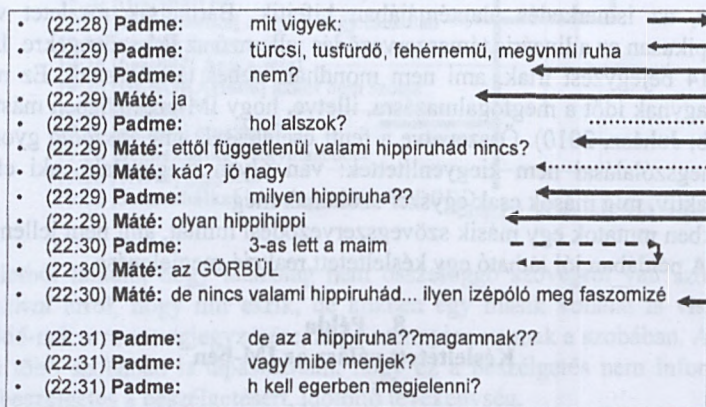 • (22:28) Padme: mit vigyek..
• (22:29) Padme: türcsi, tusfürdő, fehérnemű, megvan ruha
• (22:29) Padme: nem?
• (22:29) Máté: ja
• (22:29) Padme: hol alszok?
• (22:29) Máté: ettől függetlenül valami hippiruhád nincs?
• (22:29) Máté: kád? jó nagy
• (22:29) Padme: milyen hippiruha??
• (22:29) Máté: olyan hippihippi
• (22:30) Padme: 3-as lett a maim
• (22:30) Máté: az GÖRBÜL
(22:30) Máté: de nincs valami hippiruhád... ilyen izépóló meg faszomizé
• (22:31) Padme: de az a hippiruha??magamnak??
• (22:31) Padme: vagy miba menjek?
• (22:31) Padme: h kell egerben megjelenni?